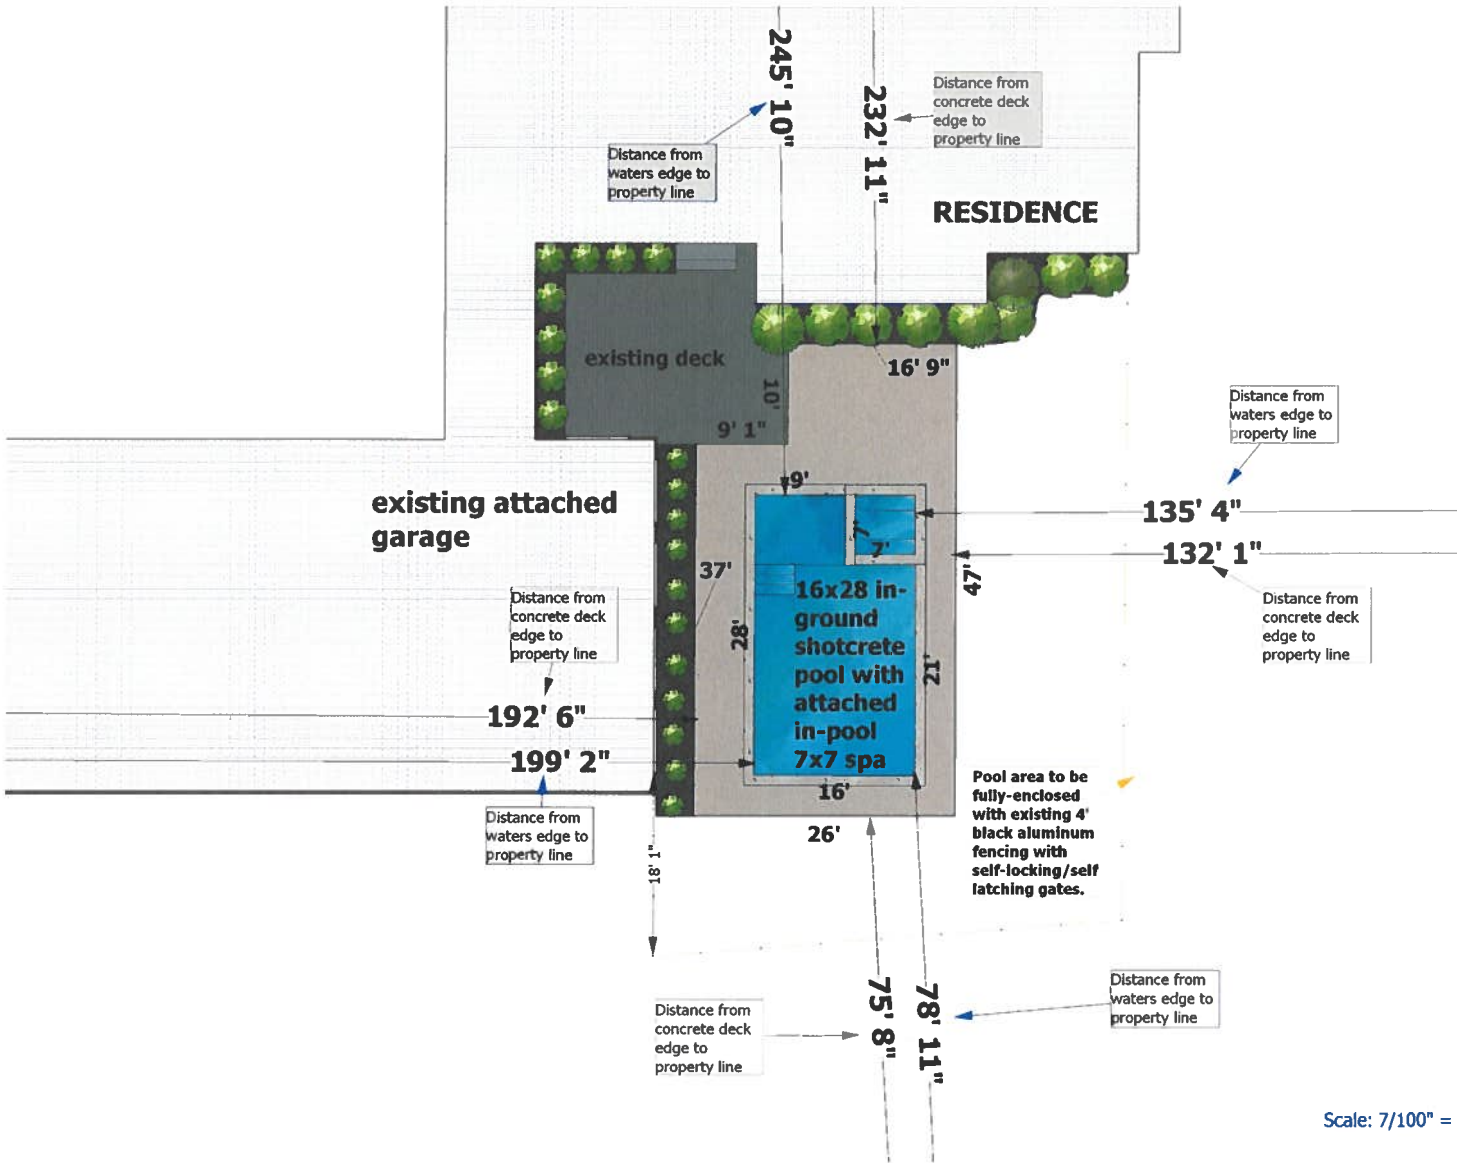 245' 10"
232' 11"
Distance from
concrete deck
edge to
property line
Distance from
waters edge to
property line
RESIDENCE
existing deck
16' 9"
10'
9' 1"
Distance from
waters edge to
property line
9'
existing attached
garage
135' 4"
132' 1"
7'
7'
37'
47'
16x28 in-
ground
shotcrete
pool with
attached
in-pool
7x7 spa
28'
21'
Distance from
concrete deck
edge to
property line
Distance from
concrete deck
edge to
property line
192' 6"
199' 2"
16'
26'
Pool area to be
fully-enclosed
with existing 4'
black aluminum
fencing with
self-locking/self
latching gates.
Distance from
waters edge to
property line
18' 1"
75' 8"
78' 11"
Distance from
waters edge to
property line
Distance from
concrete deck
edge to
property line
Scale: 7/100" =